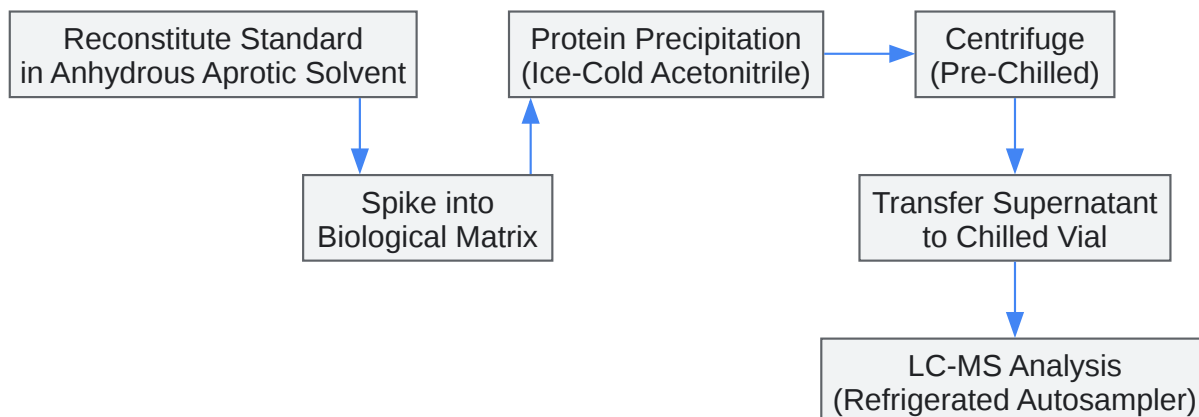 Reconstitute Standard
in Anhydrous Aprotic Solvent
Spike into
Biological Matrix
Protein Precipitation
(Ice-Cold Acetonitrile)
Centrifuge
(Pre-Chilled)
Transfer Supernatant
to Chilled Vial
LC-MS Analysis
(Refrigerated Autosampler)